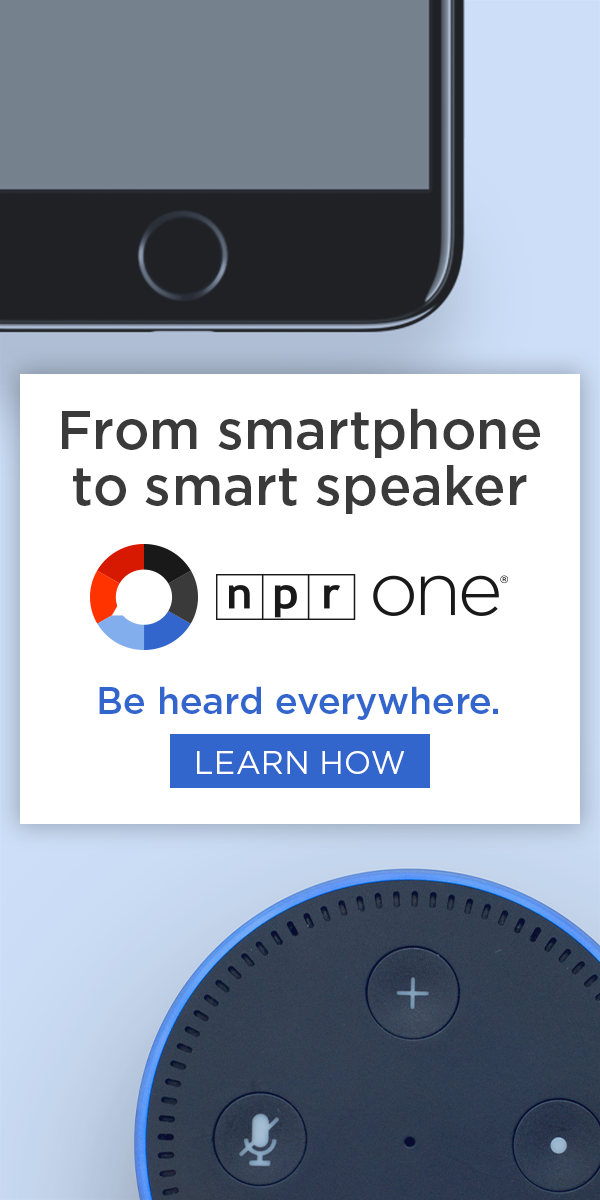 From smartphone
to smart speaker
npr one®
Be heard everywhere.
LEARN HOW